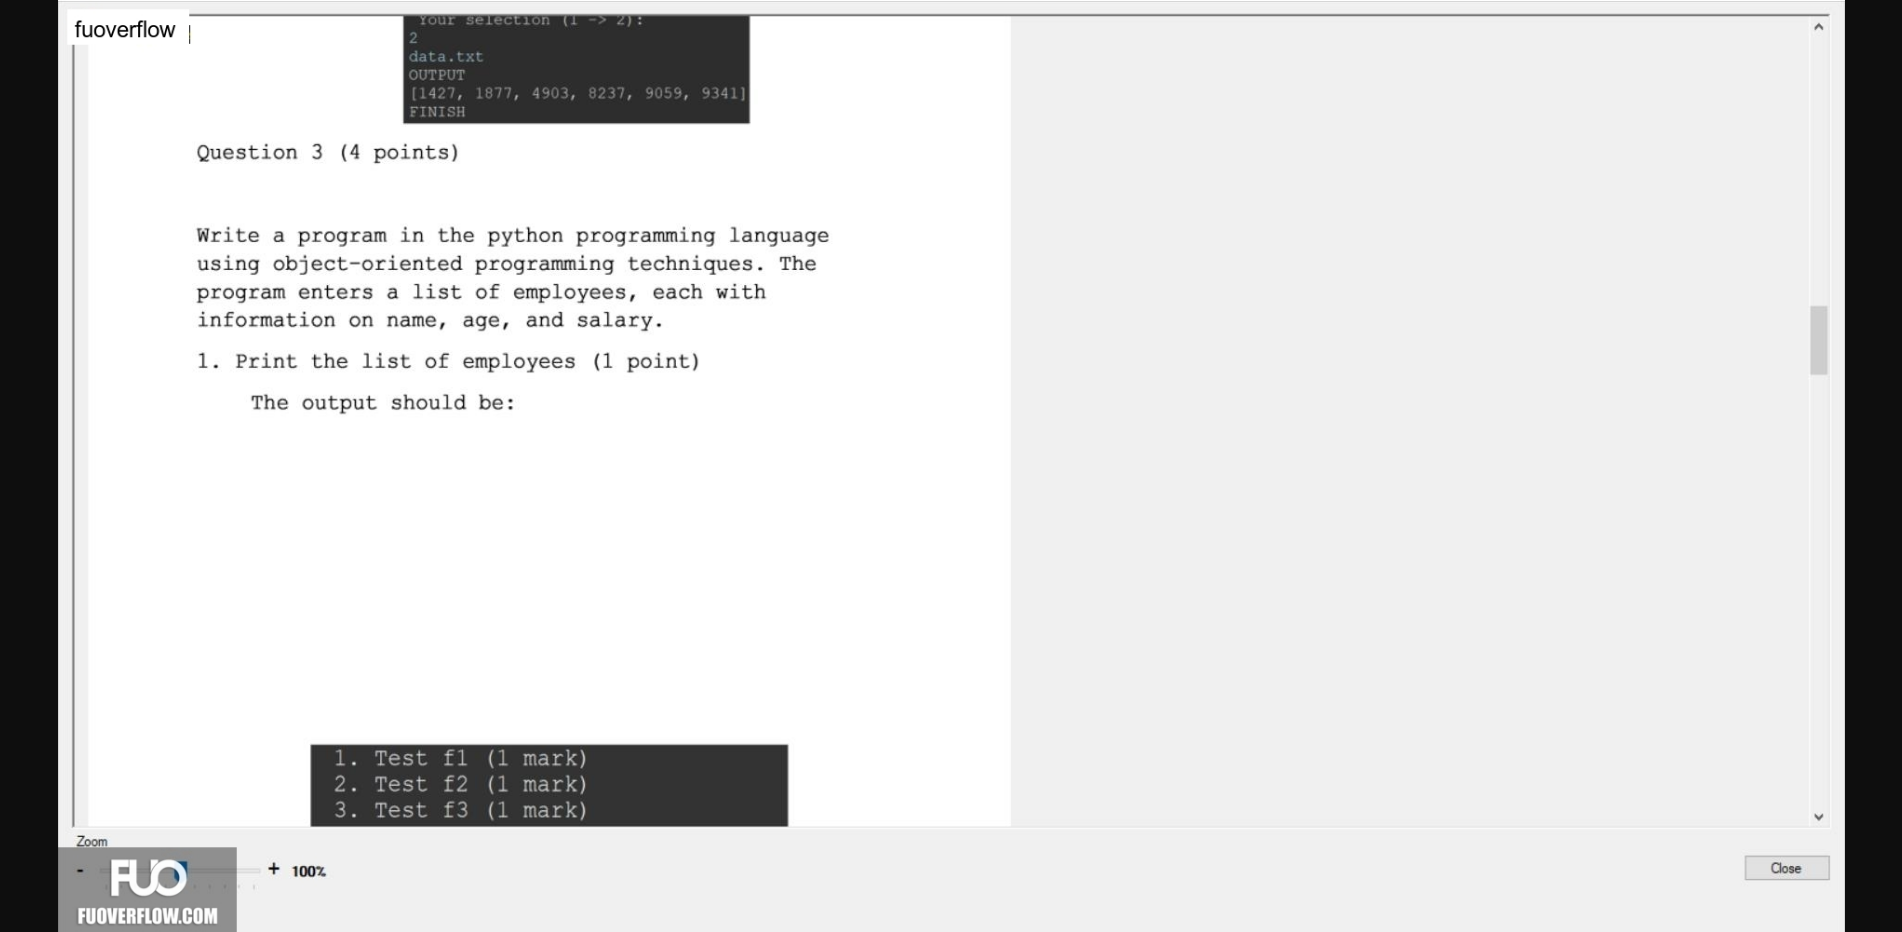 fuoverflow
Your selection (1 -> 2):
2
data.txt
OUTPUT
[1427, 1877, 4903, 8237, 9059, 9341]
FINISH
Question 3 (4 points)
Write a program in the python programming language
using object-oriented programming techniques. The
program enters a list of employees, each with
information on name, age, and salary.
1. Print the list of employees (1 point)
The output should be:
1. Test f1 (1 mark)
2. Test f2 (1 mark)
3. Test f3 (1 mark)
Zoom
- + 100%
Close
FUO
FUOVERFLOW.COM